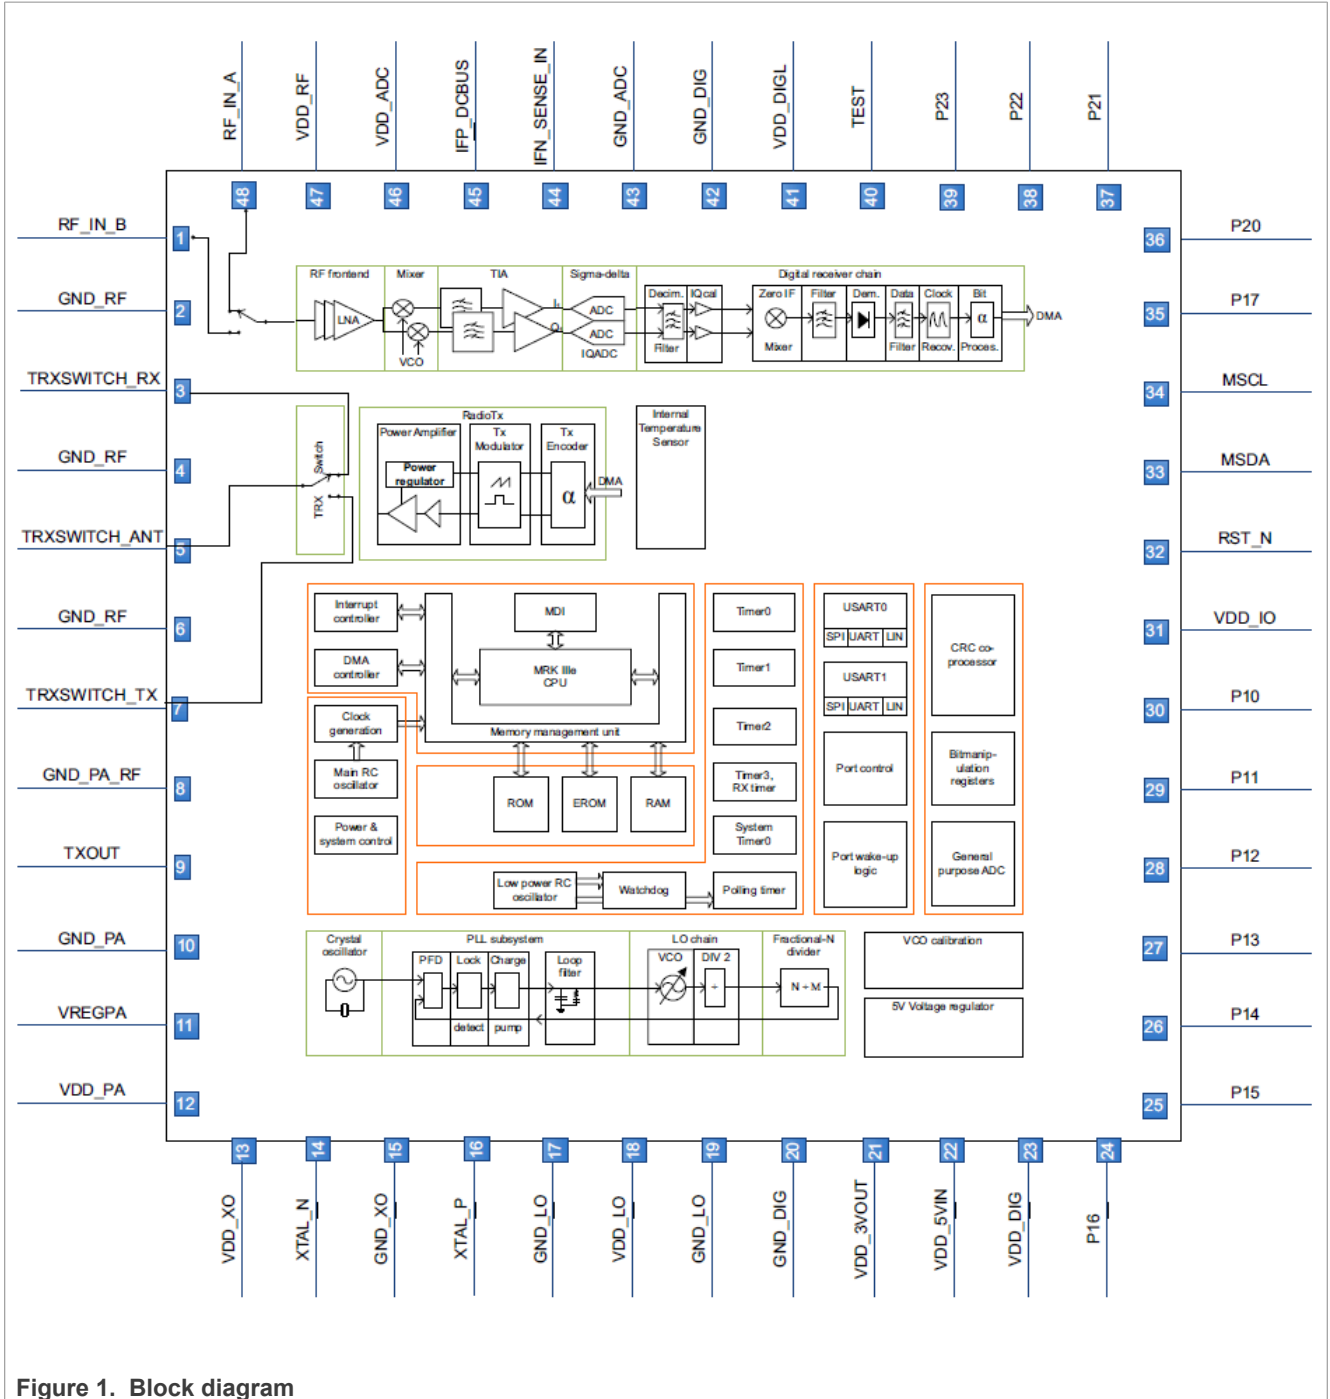 RF_IN_A
VDD_RF
VDD_ADC
IFP_DCBUS
IFN_SENSE_IN
GND_ADC
GND_DIG
VDD_DIGL
TEST
P23
P22
P21
48
47
46
45
44
43
42
41
40
39
38
37
RF_IN_B
1
GND_RF
2
TRXSWITCH_RX
3
GND_RF
4
TRXSWITCH_ANT
5
GND_RF
6
TRXSWITCH_TX
7
GND_PA_RF
8
TXOUT
9
GND_PA
10
VREGPA
11
VDD_PA
12
36
P20
35
P17
34
MSCL
33
MSDA
32
RST_N
31
VDD_IO
30
P10
29
P11
28
P12
27
P13
26
P14
25
P15
RF frontend
Mixer
TIA
Sigma-delta
Digital receiver chain
LNA
VCO
I
Q
ADC
ADC
IQADC
Decim.
Filter
IQcal
Zero IF
Mixer
Filter
Dem.
Data
Filter
Clock
Recov.
Bit
α
Proces.
DMA
TRX
Switch
RadioTx
Power Amplifier
Power
regulator
Tx
Modulator
Tx
Encoder
α
DMA
Internal
Temperature
Sensor
Interrupt
controller
DMA
controller
MDI
MRK IIIe
CPU
Memory management unit
Clock
generation
Main RC
oscillator
Power &
system control
ROM
EROM
RAM
Timer0
Timer1
Timer2
Timer3,
RX timer
System
Timer0
Low power RC
oscillator
Watchdog
Polling timer
USART0
SPI UART LIN
USART1
SPI UART LIN
Port control
Port wake-up
logic
CRC co-
processor
Bitmanip-
ulation
registers
General
purpose ADC
Crystal
oscillator
PLL subsystem
PFD
Lock
detect
Charge
pump
Loop
filter
LO chain
VCO
DIV 2
÷
Fractional-N
divider
N ÷ M
VCO calibration
5V Voltage regulator
13
14
15
16
17
18
19
20
21
22
23
24
VDD_XO
XTAL_N
GND_XO
XTAL_P
GND_LO
VDD_LO
GND_LO
GND_DIG
VDD_3VOUT
VDD_5VIN
VDD_DIG
P16
Figure 1. Block diagram